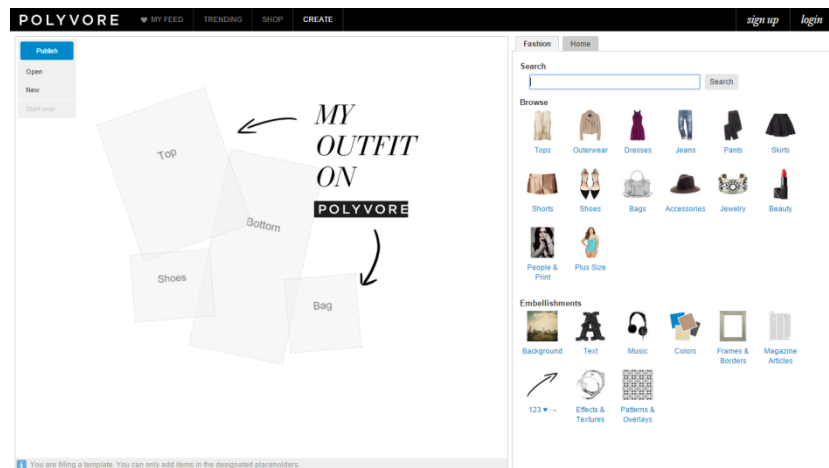 POLYVORE
♥ MY FEED
TRENDING
SHOP
CREATE
sign up
login
Publish
Open
New
Start over
Top
Bottom
Shoes
Bag
MY
OUTFIT
ON
POLYVORE
Fashion
Home
Search
Search
Browse
Tops
Outerwear
Dresses
Jeans
Pants
Skirts
Shorts
Shoes
Bags
Accessories
Jewelry
Beauty
People &
Print
Plus Size
Embellishments
A
Background
Text
Music
Colors
Frames &
Borders
Magazine
Articles
123 ♥ →
Effects &
Textures
Patterns &
Overlays
i
You are filling a template. You can only add items in the designated placeholders.